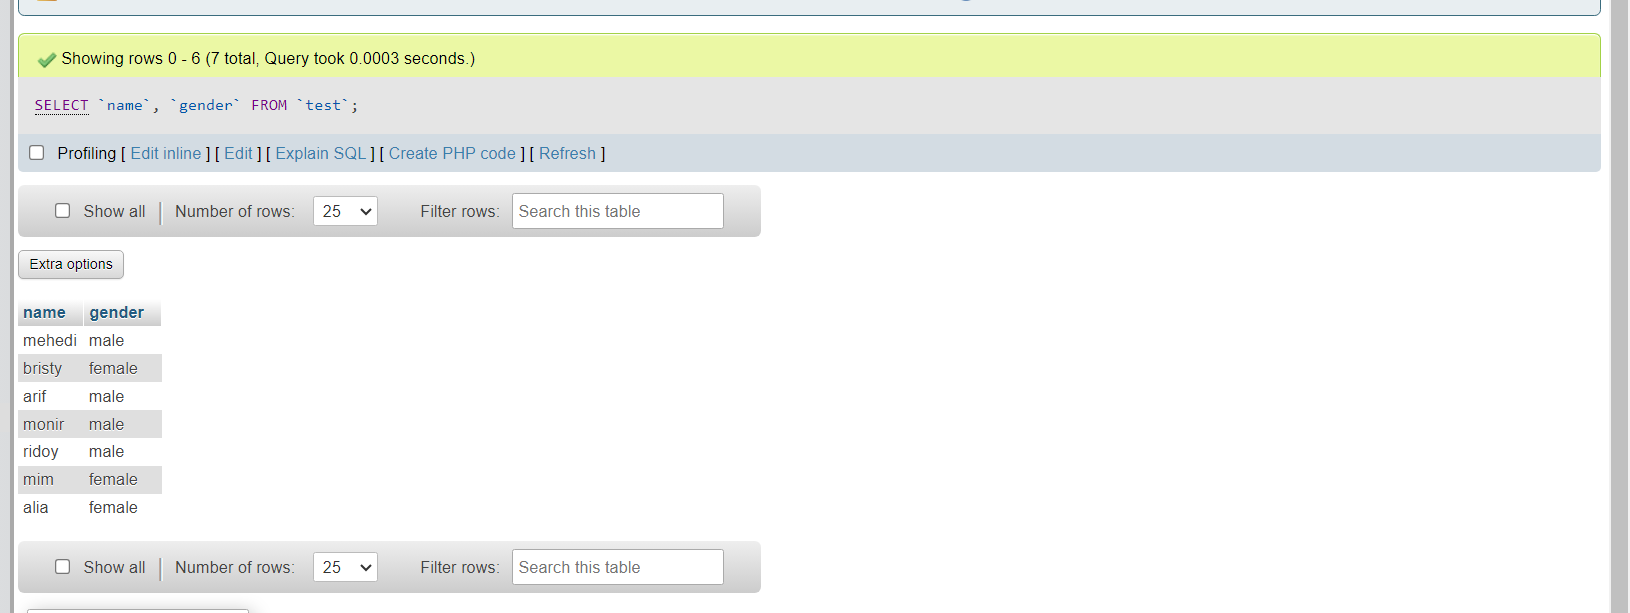 Showing rows 0 - 6 (7 total, Query took 0.0003 seconds.)
SELECT `name`, `gender` FROM `test`;
Profiling [ Edit inline ] [ Edit ] [ Explain SQL ] [ Create PHP code ] [ Refresh ]
Show all | Number of rows: 25 Filter rows: Search this table
Extra options
name gender
mehedi male
bristy female
arif male
monir male
ridoy male
mim female
alia female
Show all | Number of rows: 25 Filter rows: Search this table